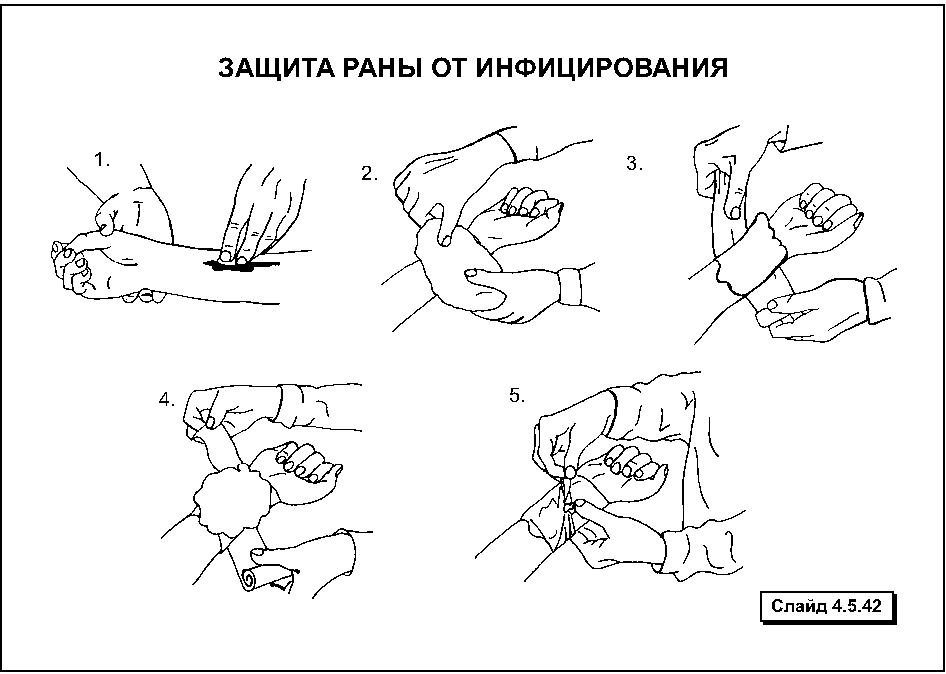 ЗАЩИТА РАНЫ ОТ ИНФИЦИРОВАНИЯ
1.
2.
3.
4.
5.
Слайд 4.5.42